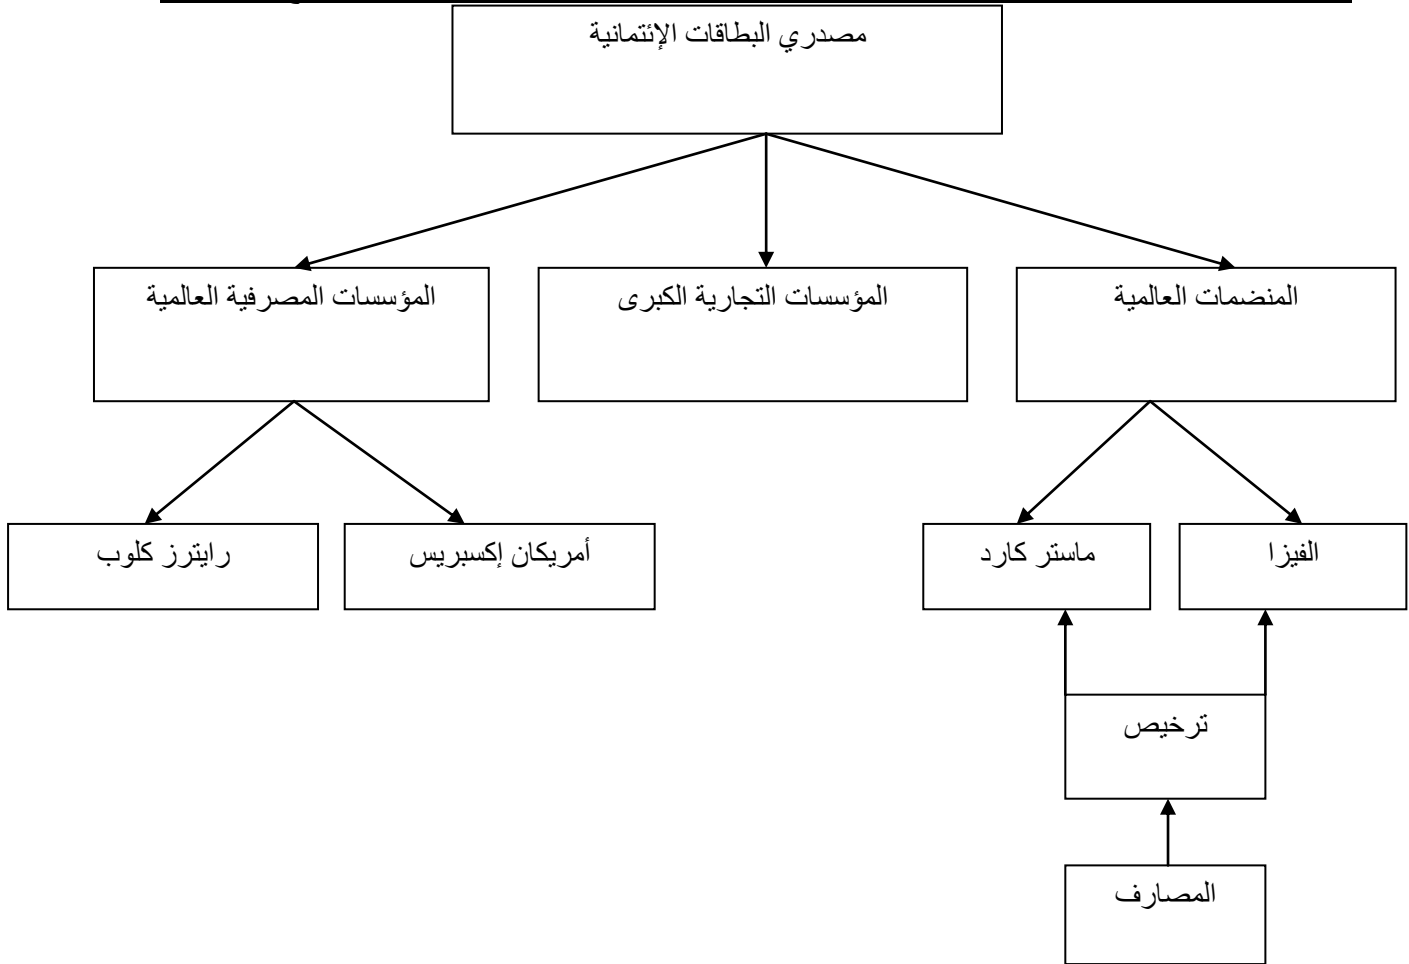 مصدري البطاقات الإئتمانية
المنضمات العالمية
المؤسسات التجارية الكبرى
المؤسسات المصرفية العالمية
الفيزا
ماستر كارد
أمريكان إكسبريس
رايترز كلوب
ترخيص
المصارف